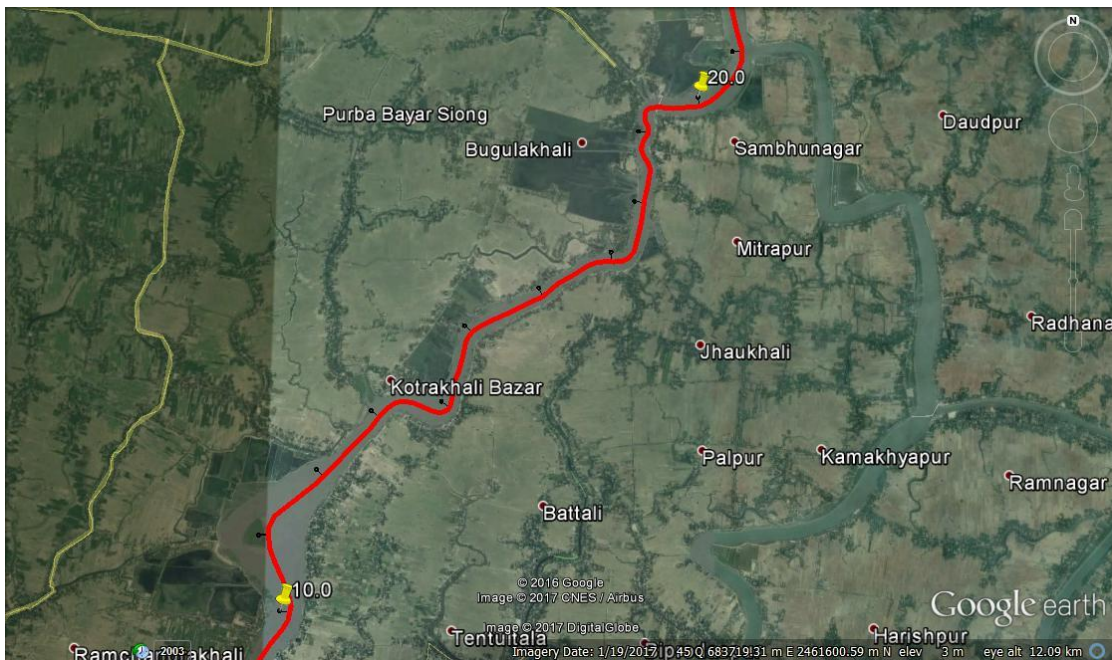 N
20.0
Purba Bayar Siong
Daudpur
Bugulakhali
Sambhunagar
Mitrapur
Radhana
Jhaukhali
Kotrakhali Bazar
Palpur
Kamakhyapur
Ramnagar
Battali
10.0
© 2016 Google
Image © 2017 CNES / Airbus
Google earth
Image © 2017 DigitalGlobe
Tentuitala
Harishpur
2003
Imagery Date: 1/19/2017 45 Q 683719.31 m E 2461600.59 m N elev 3 m eye alt 12.09 km